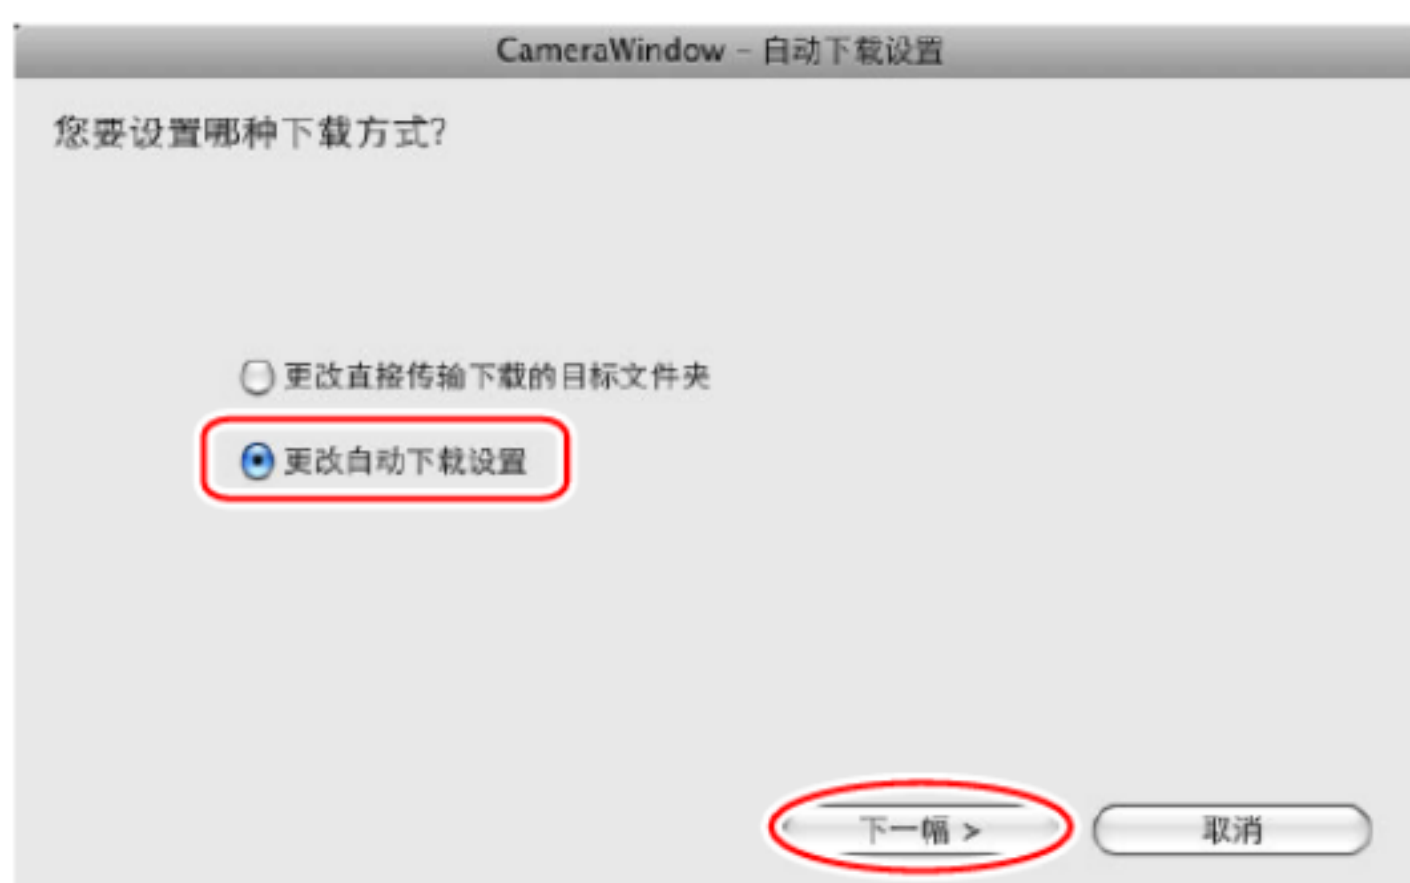 CameraWindow – 自动下载设置
您要设置哪种下载方式?
更改直接传输下载的目标文件夹
更改自动下载设置
下一幅 >
取消